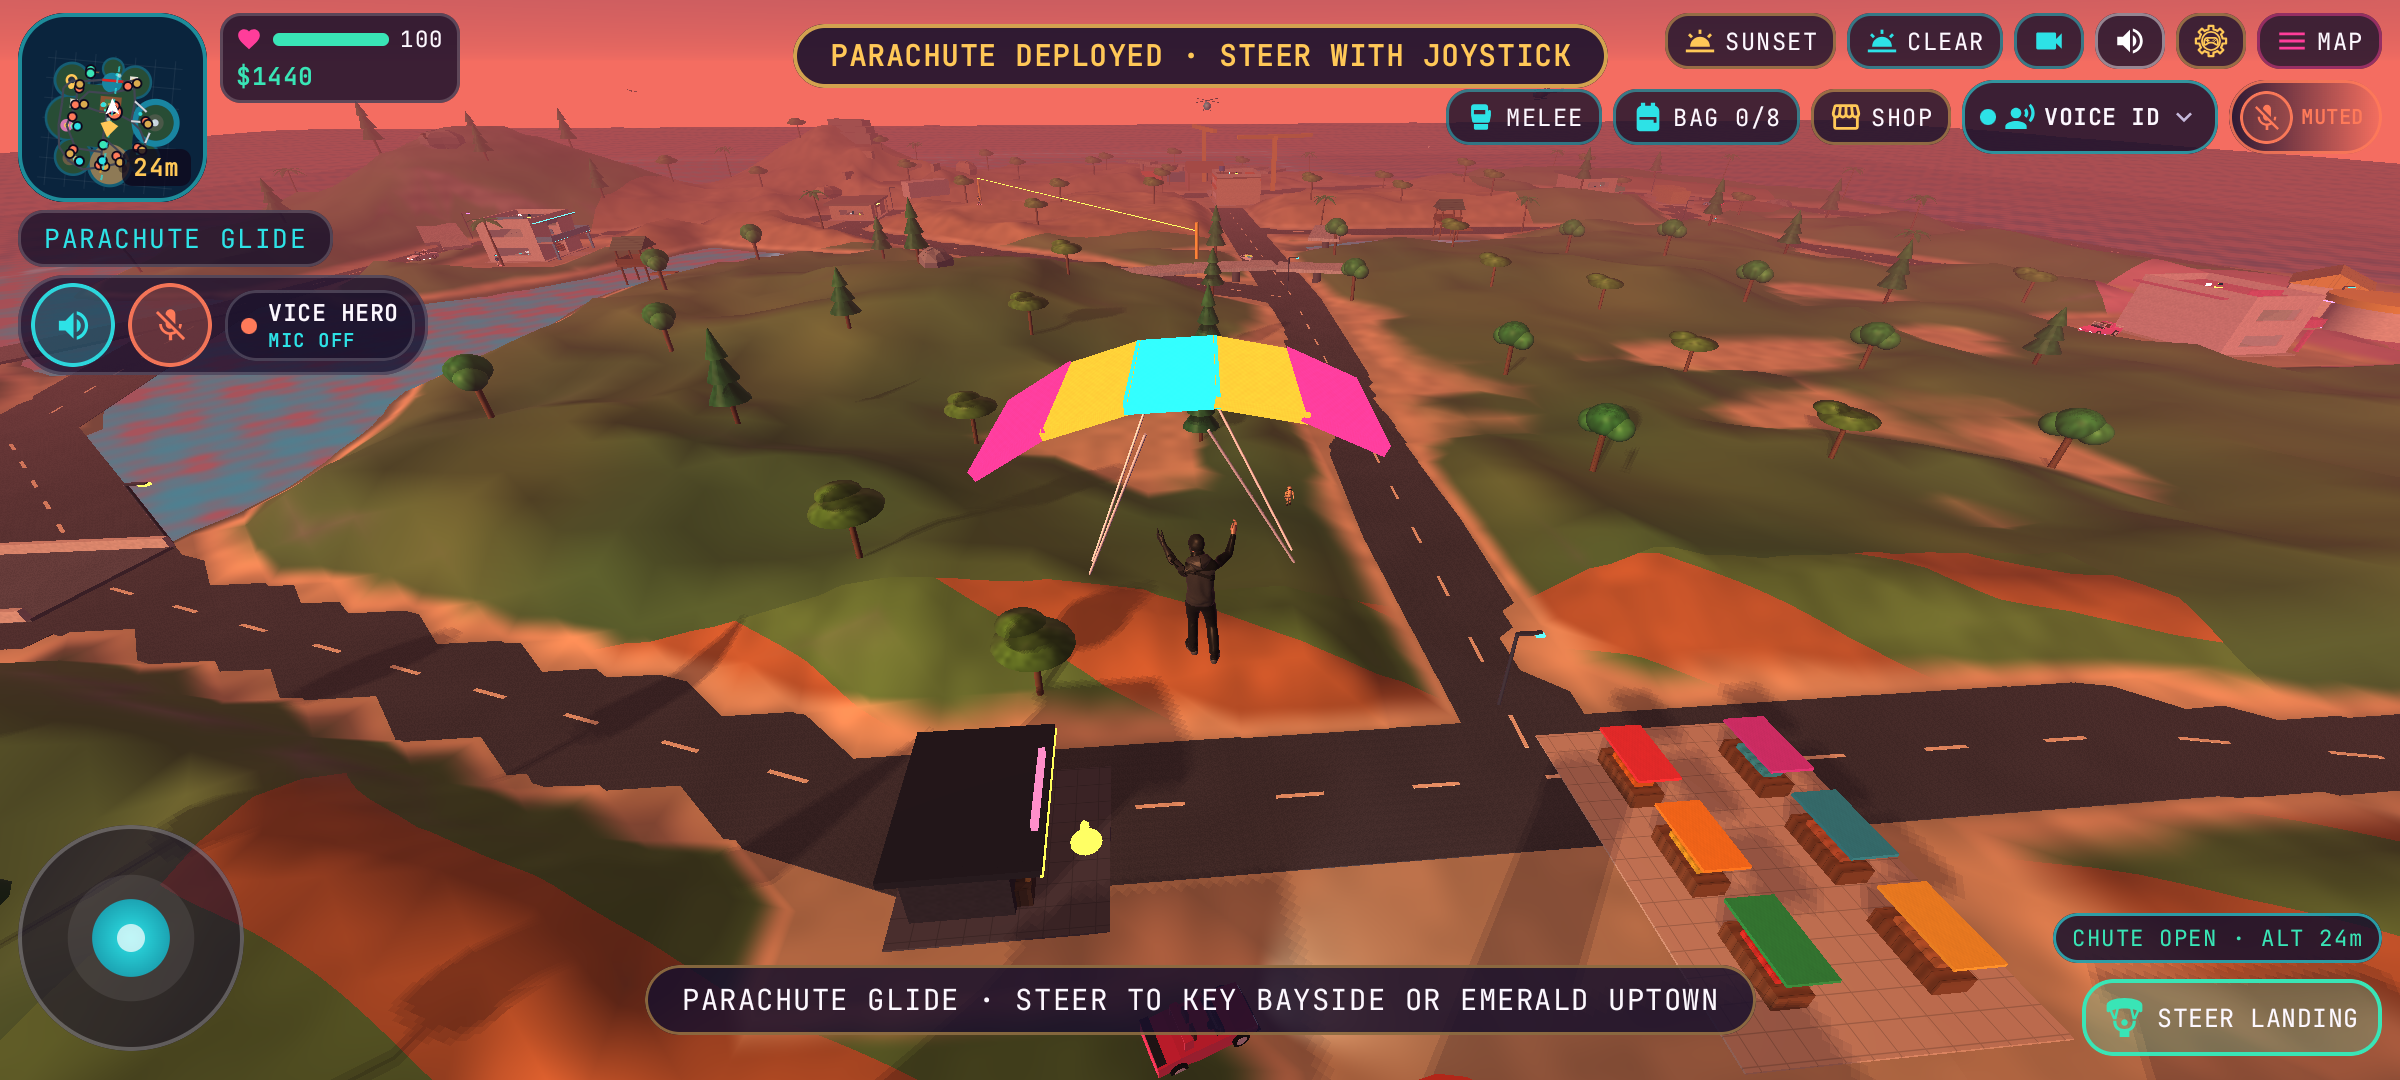 100
$1440
24m
PARACHUTE DEPLOYED · STEER WITH JOYSTICK
SUNSET
CLEAR
MAP
MELEE
BAG 0/8
SHOP
VOICE ID
MUTED
PARACHUTE GLIDE
VICE HERO
MIC OFF
CHUTE OPEN · ALT 24m
PARACHUTE GLIDE · STEER TO KEY BAYSIDE OR EMERALD UPTOWN
STEER LANDING